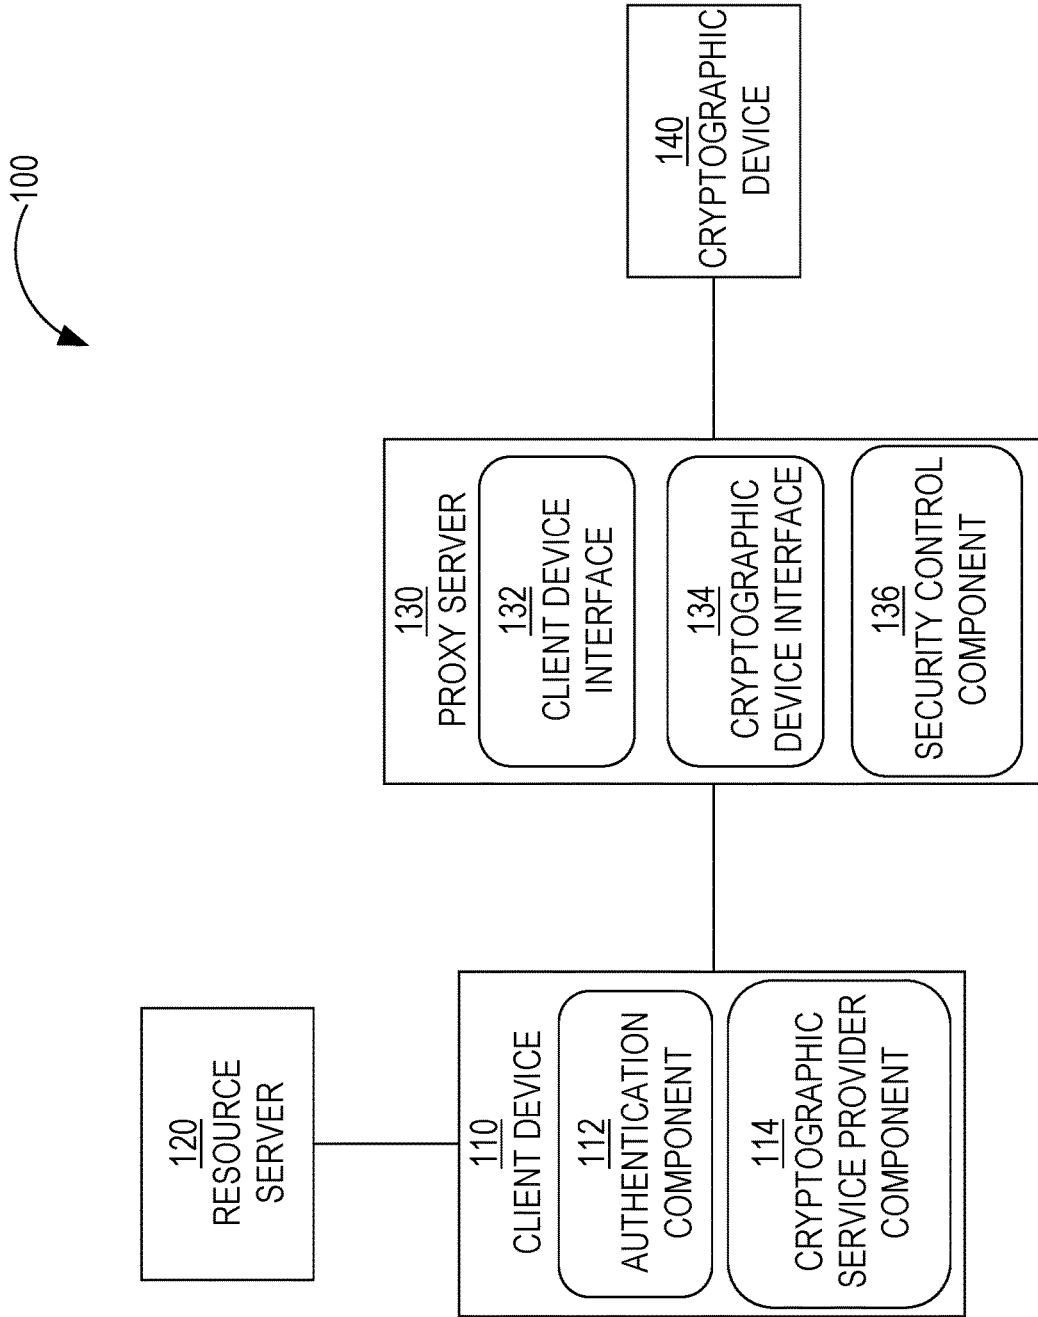 100
120
RESOURCE
SERVER
110
CLIENT DEVICE
112
AUTHENTICATION
COMPONENT
114
CRYPTOGRAPHIC
SERVICE PROVIDER
COMPONENT
130
PROXY SERVER
132
CLIENT DEVICE
INTERFACE
134
CRYPTOGRAPHIC
DEVICE INTERFACE
136
SECURITY CONTROL
COMPONENT
140
CRYPTOGRAPHIC
DEVICE